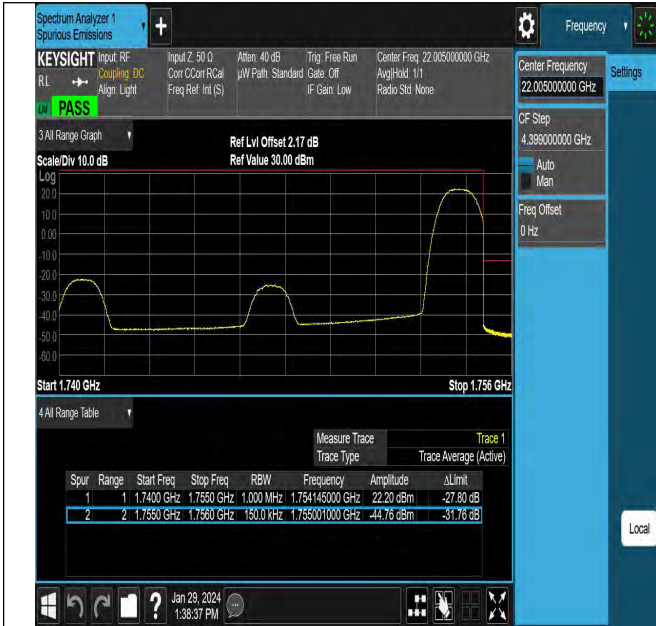 Spectrum Analyzer 1
Spurious Emissions
Frequency
KEYSIGHT
RL
Input: RF
Coupling: DC
Align: Light
Input Z: 50 Ω
Corr CCorr RCal
Freq Ref: Int (S)
Atten: 40 dB
µW Path: Standard
Trig: Free Run
Gate: Off
IF Gain: Low
Center Freq: 22.005000000 GHz
Avg|Hold: 1/1
Radio Std: None
PASS
3 All Range Graph
Scale/Div 10.0 dB
Ref Lvl Offset 2.17 dB
Ref Value 30.00 dBm
Log
20.0
10.0
0.00
-10.0
-20.0
-30.0
-40.0
-50.0
-60.0
Start 1.740 GHz
Stop 1.756 GHz
4 All Range Table
Measure Trace Trace 1
Trace Type Trace Average (Active)
Spur Range Start Freq Stop Freq RBW Frequency Amplitude ΔLimit
1 1 1.7400 GHz 1.7550 GHz 1.000 MHz 1.754145000 GHz 22.20 dBm -27.80 dB
2 2 1.7550 GHz 1.7560 GHz 150.0 kHz 1.755001000 GHz -44.76 dBm -31.76 dB
Center Frequency
22.005000000 GHz
Settings
CF Step
4.399000000 GHz
Auto
Man
Freq Offset
0 Hz
Local
Jan 29, 2024
1:38:37 PM